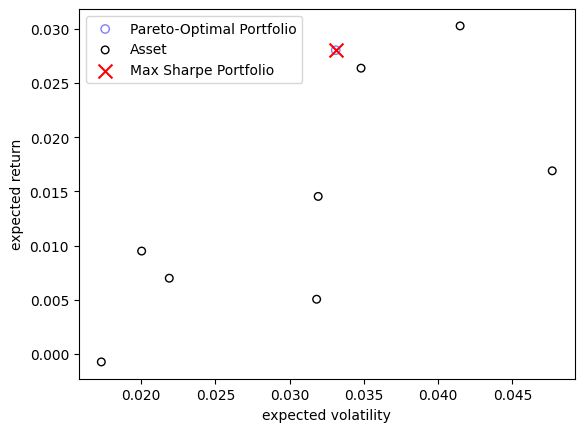 0.030
0.025
0.020
0.015
0.010
0.005
0.000
expected return
Pareto-Optimal Portfolio
Asset
Max Sharpe Portfolio
0.020 0.025 0.030 0.035 0.040 0.045
expected volatility